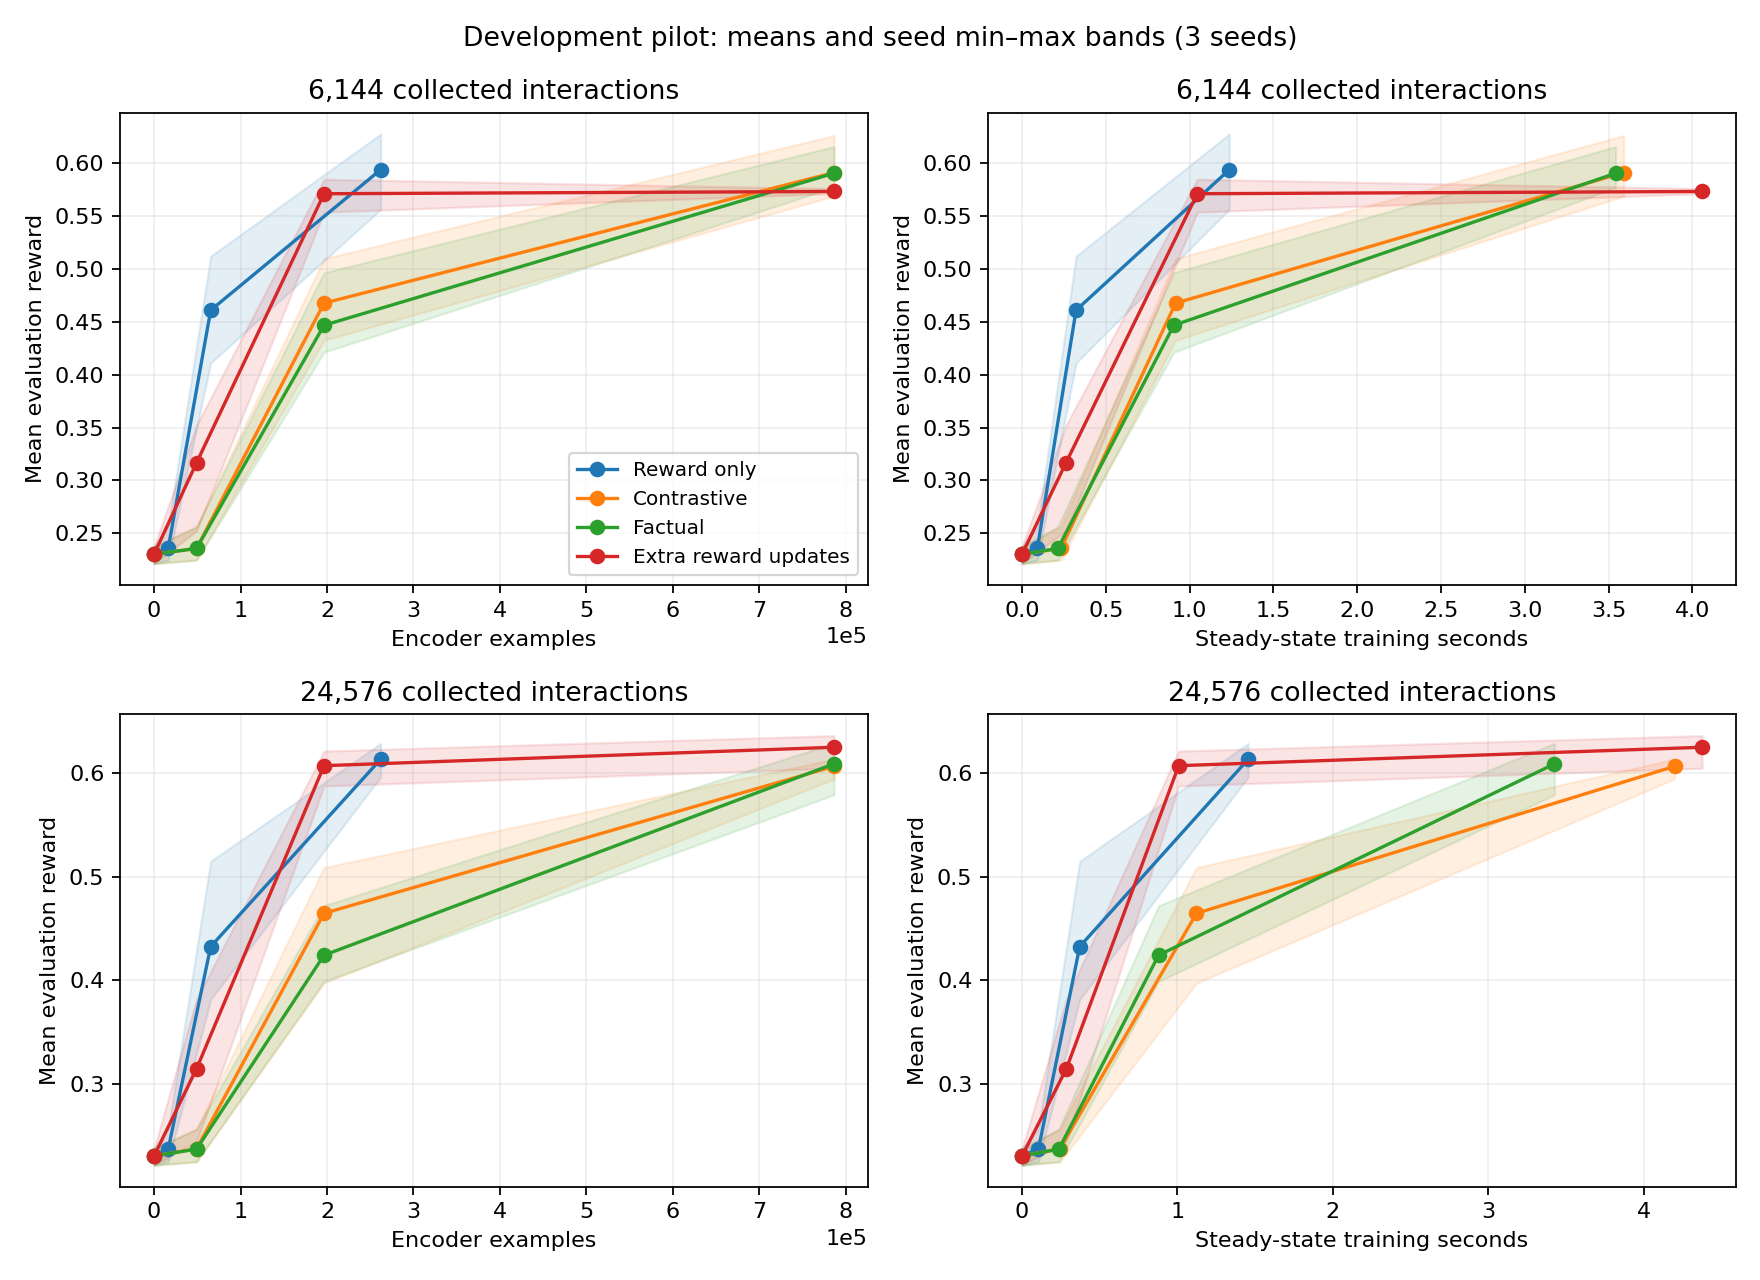 Development pilot: means and seed min–max bands (3 seeds)
6,144 collected interactions
Mean evaluation reward
0.60
0.55
0.50
0.45
0.40
0.35
0.30
0.25
Reward only
Contrastive
Factual
Extra reward updates
0 1 2 3 4 5 6 7 8
1e5
Encoder examples
6,144 collected interactions
Mean evaluation reward
0.60
0.55
0.50
0.45
0.40
0.35
0.30
0.25
0.0 0.5 1.0 1.5 2.0 2.5 3.0 3.5 4.0
Steady-state training seconds
24,576 collected interactions
Mean evaluation reward
0.6
0.5
0.4
0.3
0 1 2 3 4 5 6 7 8
1e5
Encoder examples
24,576 collected interactions
Mean evaluation reward
0.6
0.5
0.4
0.3
0 1 2 3 4
Steady-state training seconds